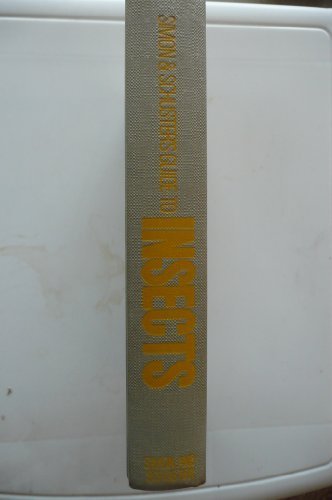 SIMON & SCHUSTER'S GUIDE TO
INSECTS